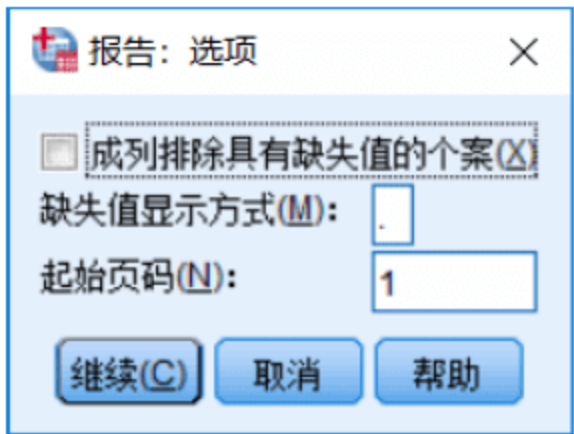 报告：选项
成列排除具有缺失值的个案(X)
缺失值显示方式(M)：
.
起始页码(N)：
1
继续(C) 取消 帮助